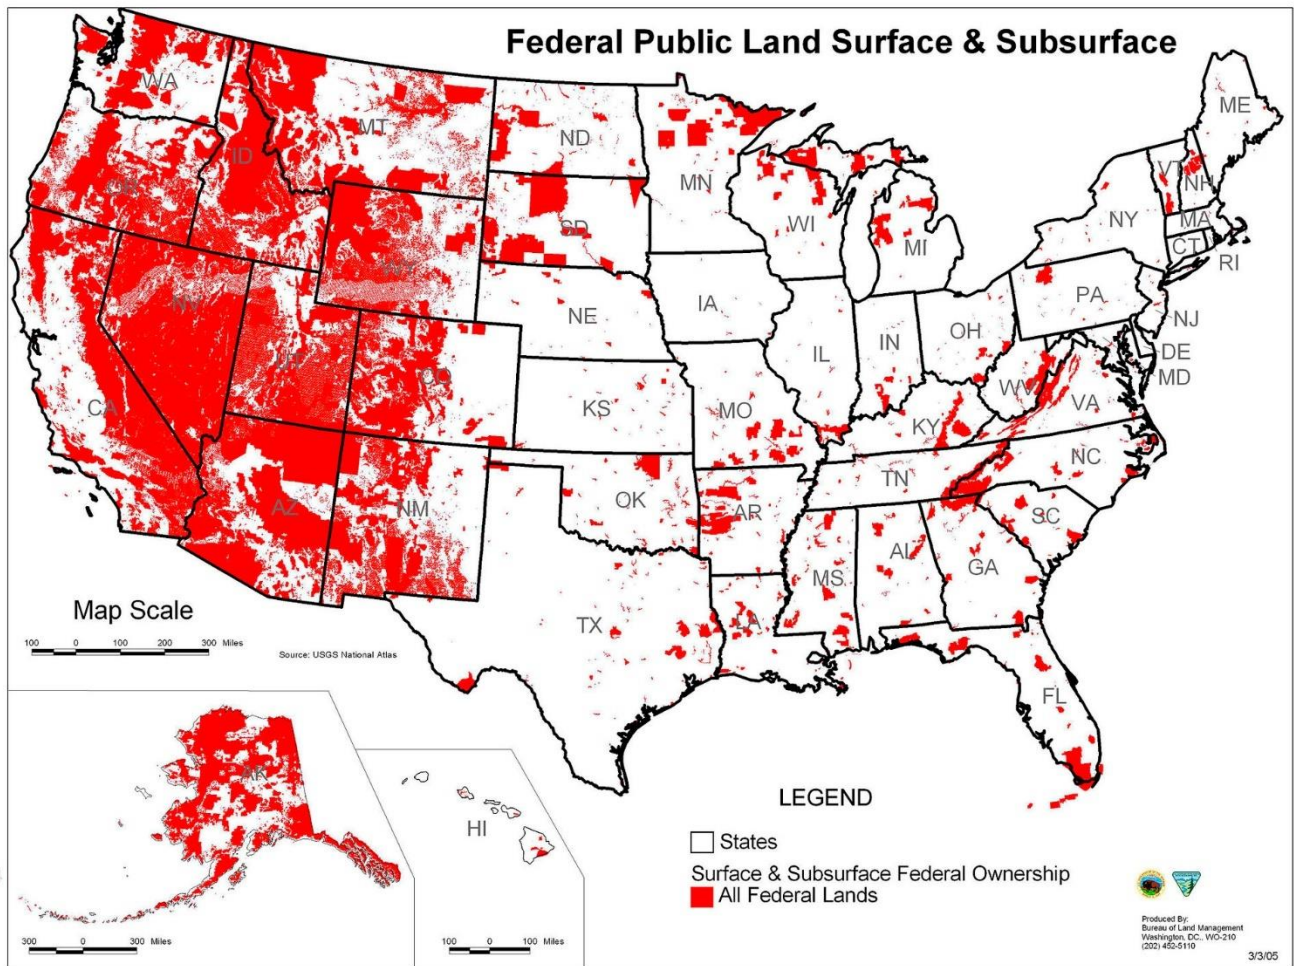 Federal Public Land Surface & Subsurface
WA
MT
ND
MN
ME
OR
ID
SD
WI
MI
VT
NH
NY
MA
CT
RI
WY
NV
UT
CO
NE
IA
IL
IN
OH
PA
NJ
DE
MD
CA
KS
MO
KY
WV
VA
AZ
NM
OK
AR
TN
NC
SC
MS
AL
GA
TX
LA
FL
Map Scale
100 0 100 200 300 Miles
Source: USGS National Atlas
AK
300 0 300 Miles
HI
100 0 100 Miles
LEGEND
States
Surface & Subsurface Federal Ownership
All Federal Lands
Produced By:
Bureau of Land Management
Washington, DC., WO-210
(202) 452-5110
3/3/05